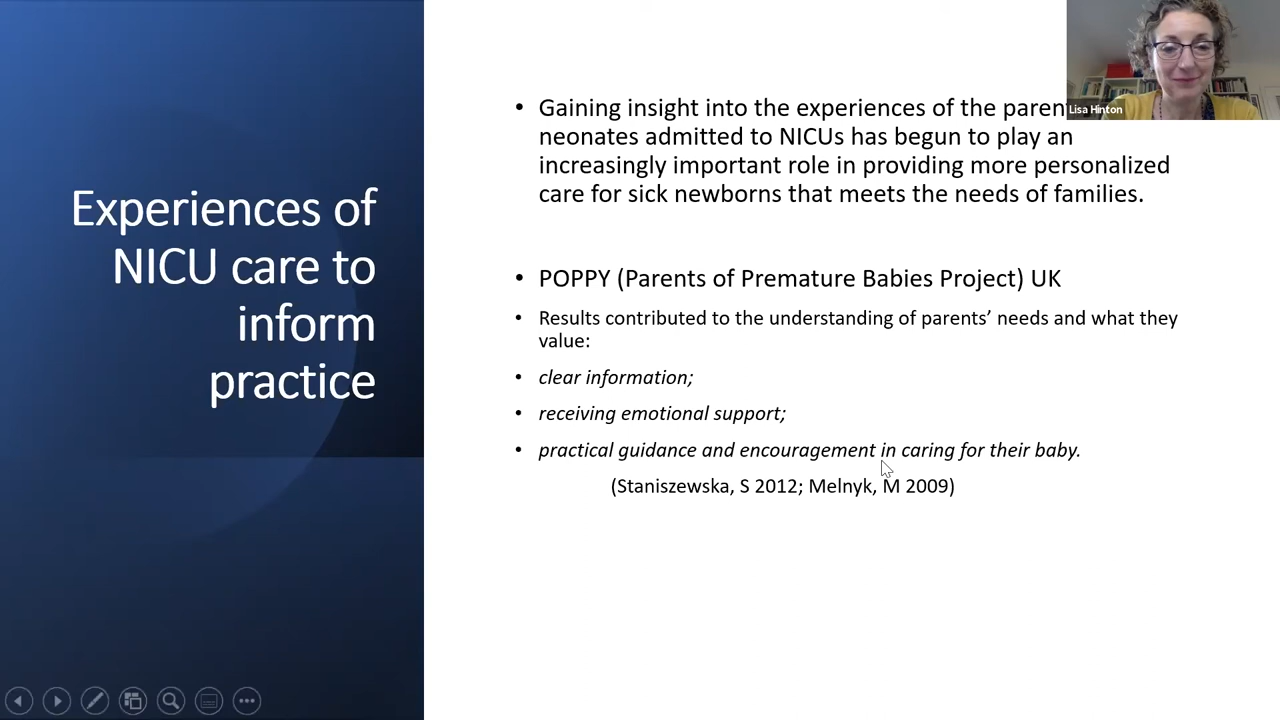 Experiences of
NICU care to
inform
practice
• Gaining insight into the experiences of the paren
neonates admitted to NICUs has begun to play an
increasingly important role in providing more personalized
care for sick newborns that meets the needs of families.
• POPPY (Parents of Premature Babies Project) UK
• Results contributed to the understanding of parents’ needs and what they
value:
• clear information;
• receiving emotional support;
• practical guidance and encouragement in caring for their baby.
(Staniszewska, S 2012; Melnyk, M 2009)
Lisa Hinton